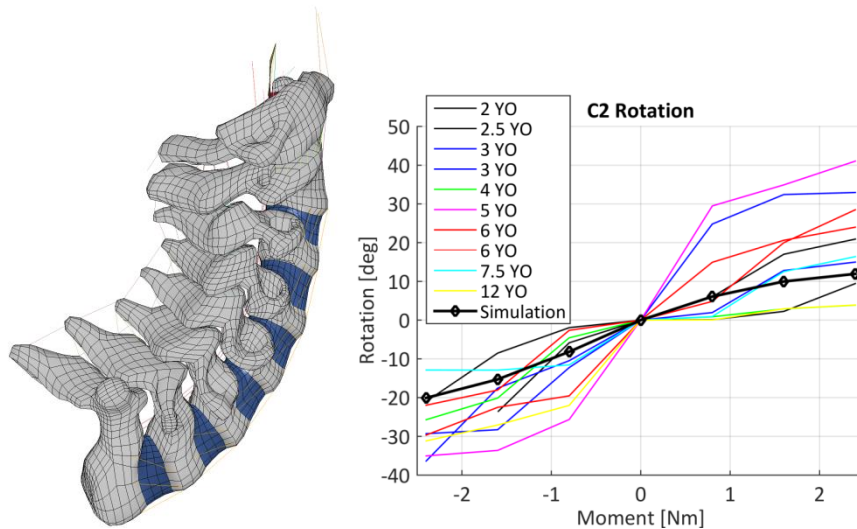 C2 Rotation
2 YO
2.5 YO
3 YO
3 YO
4 YO
5 YO
6 YO
6 YO
7.5 YO
12 YO
Simulation
50
40
30
20
10
0
-10
-20
-30
-40
Rotation [deg]
-2 -1 0 1 2
Moment [Nm]